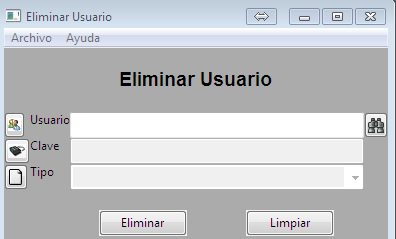 Eliminar Usuario
Archivo Ayuda
Eliminar Usuario
Usuario
Clave
Tipo
Eliminar Limpiar